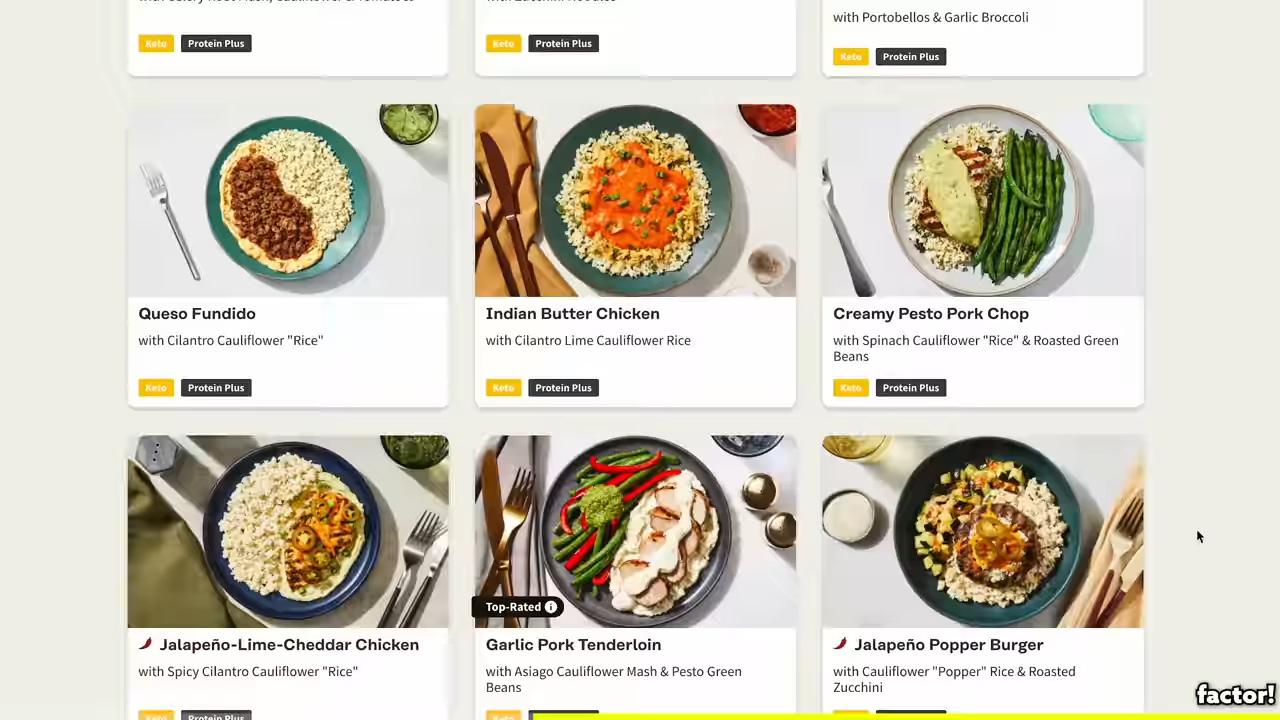 with Portobellos & Garlic Broccoli
Keto Protein Plus
Keto Protein Plus
Keto Protein Plus
Queso Fundido
with Cilantro Cauliflower "Rice"
Keto Protein Plus
Indian Butter Chicken
with Cilantro Lime Cauliflower Rice
Keto Protein Plus
Creamy Pesto Pork Chop
with Spinach Cauliflower "Rice" & Roasted Green
Beans
Keto Protein Plus
Jalapeño-Lime-Cheddar Chicken
with Spicy Cilantro Cauliflower "Rice"
Keto Protein Plus
Top-Rated
Garlic Pork Tenderloin
with Asiago Cauliflower Mash & Pesto Green
Beans
Jalapeño Popper Burger
with Cauliflower "Popper" Rice & Roasted
Zucchini
factor!